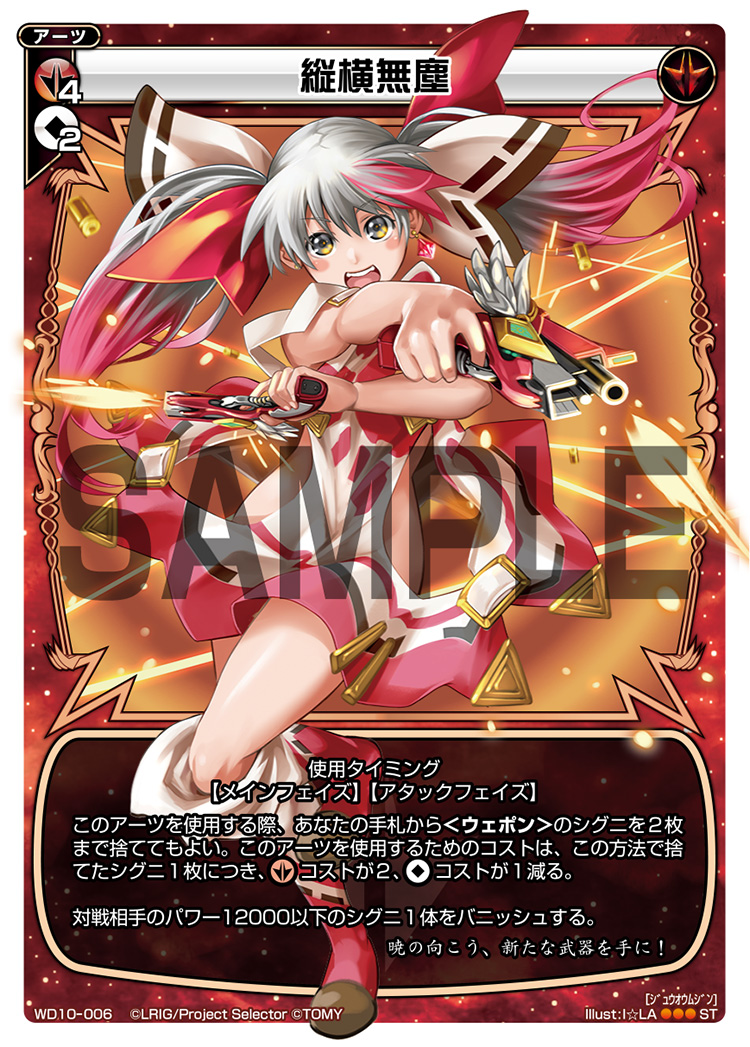 アーツ
縦横無塵
4
2
SAMPLE
使用タイミング
【メインフェイズ】【アタックフェイズ】
このアーツを使用する際、あなたの手札から<ウェポン>のシグニを2枚
まで捨ててもよい。このアーツを使用するためのコストは、この方法で捨
てたシグニ1枚につき、コストが2、コストが1減る。
対戦相手のパワー12000以下のシグニ1体をバニッシュする。
暁の向こう、新たな武器を手に!
[ジュウオウムジン]
WD10-006 ©LRIG/Project Selector ©TOMY illust:I☆LA ST